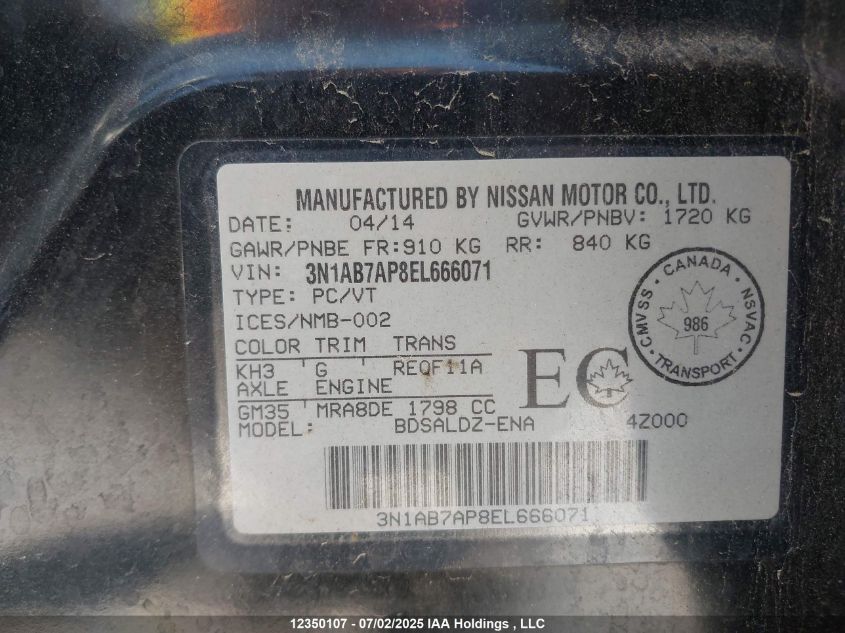 MANUFACTURED BY NISSAN MOTOR CO., LTD.
DATE: 04/14 GVWR/PNBV: 1720 KG
GAWR/PNBE FR:910 KG RR: 840 KG
VIN: 3N1AB7AP8EL666071
TYPE: PC/VT
ICES/NMB-002
COLOR TRIM TRANS
KH3 G REOF11A
AXLE ENGINE
GM35 MRA8DE 1798 CC
MODEL: BDSALDZ-ENA 4Z000
EC
CANADA
CMVSS NSVAC
986
TRANSPORT
3N1AB7AP8EL666071
12350107 - 07/02/2025 IAA Holdings , LLC